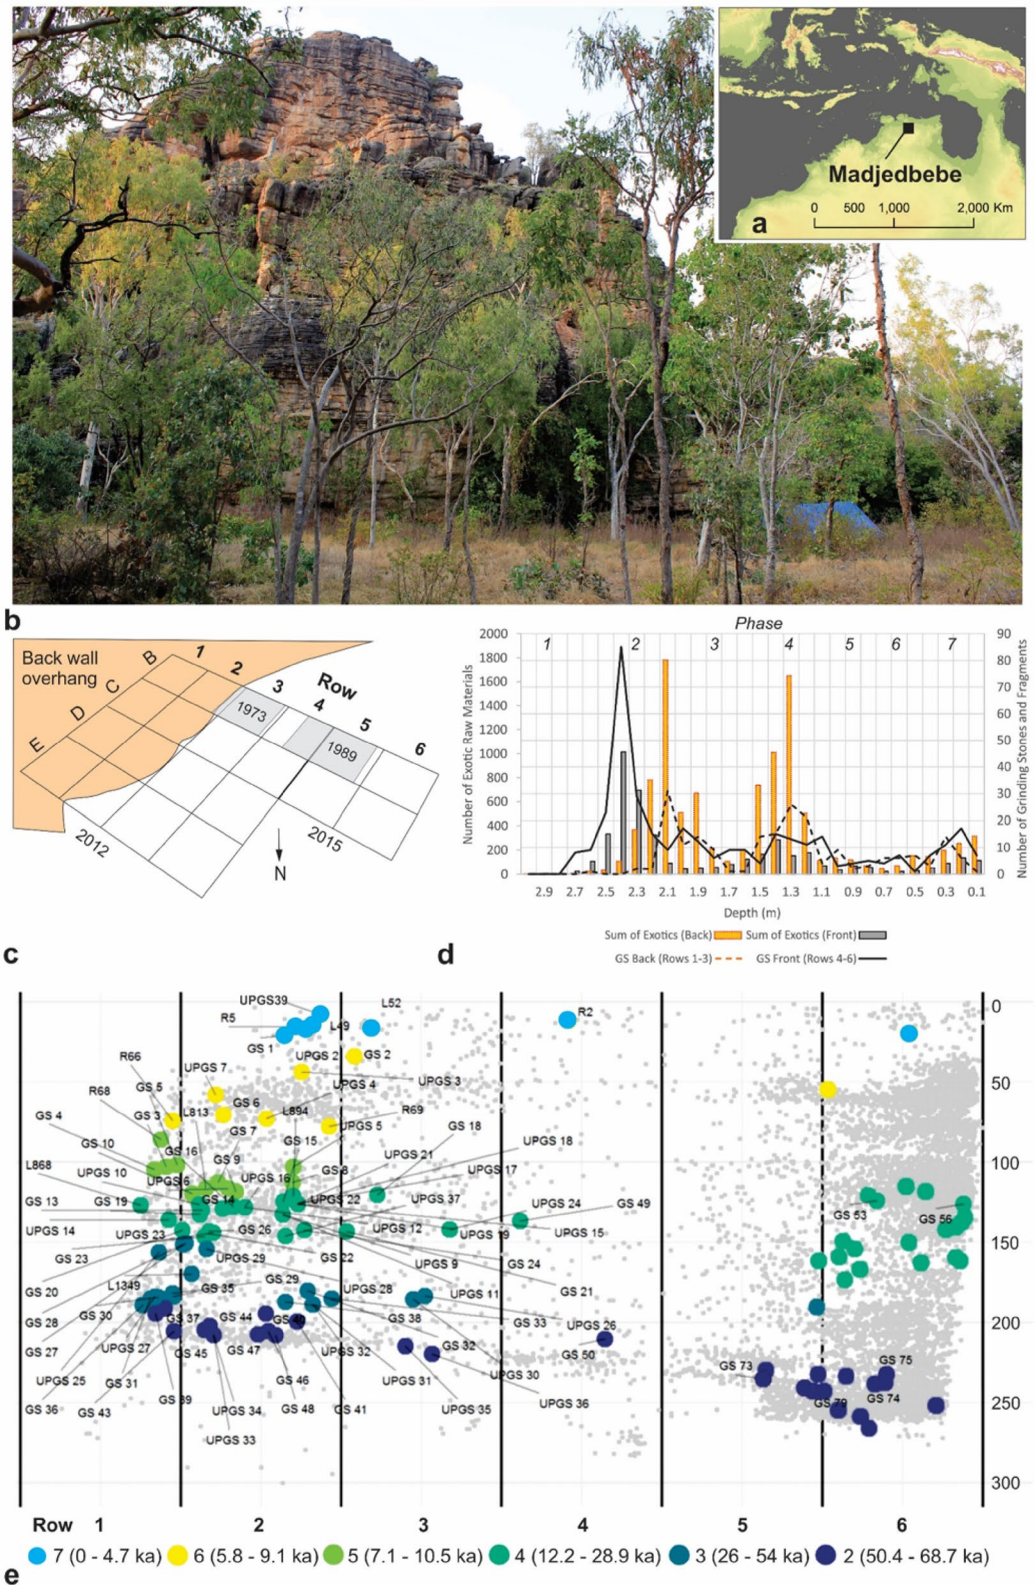 Madjedbebe
0 500 1,000 2,000 Km
a
b
Back wall
overhang
B
C
D
E
1
2
3
4
5
6
Row
1973
1989
2012
2015
N
Phase
1 2 3 4 5 6 7
Number of Exotic Raw Materials
2000
1800
1600
1400
1200
1000
800
600
400
200
0
90
80
70
60
50
40
30
20
10
0
Number of Grinding Stones and Fragments
2.9 2.7 2.5 2.3 2.1 1.9 1.7 1.5 1.3 1.1 0.9 0.7 0.5 0.3 0.1
Depth (m)
Sum of Exotics (Back) Sum of Exotics (Front)
GS Back (Rows 1-3) GS Front (Rows 4-6)
c
d
UPGS39
L52
R5
L49
R2
GS 1
UPGS 2
GS 2
R66
UPGS 7
UPGS 3
GS 5
UPGS 4
R68
GS 6
GS 4
GS 3
L813
L894
R69
GS 7
UPGS 5
GS 18
GS 10
GS 16
GS 15
UPGS 18
L868
UPGS 10
GS 9
GS 8
UPGS 21
UPGS 6
UPGS 16
UPGS 17
GS 13
GS 19
GS 14
UPGS 22
UPGS 37
UPGS 24
GS 49
UPGS 14
UPGS 23
GS 26
UPGS 12
UPGS 19
UPGS 15
GS 23
UPGS 29
GS 22
UPGS 9
GS 24
GS 20
L1349
GS 35
GS 29
UPGS 28
UPGS 11
GS 21
GS 28
GS 30
GS 37
GS 44
GS 40
GS 38
GS 33
UPGS 26
GS 27
UPGS 27
GS 45
GS 47
UPGS 32
GS 32
GS 50
UPGS 25
GS 31
GS 46
UPGS 31
UPGS 30
GS 36
GS 43
GS 39
UPGS 34
GS 48
GS 41
UPGS 35
UPGS 36
UPGS 33
GS 53
GS 56
GS 73
GS 75
GS 74
GS 79
0
50
100
150
200
250
300
Row 1 2 3 4 5 6
7 (0 - 4.7 ka) 6 (5.8 - 9.1 ka) 5 (7.1 - 10.5 ka) 4 (12.2 - 28.9 ka) 3 (26 - 54 ka) 2 (50.4 - 68.7 ka)
e